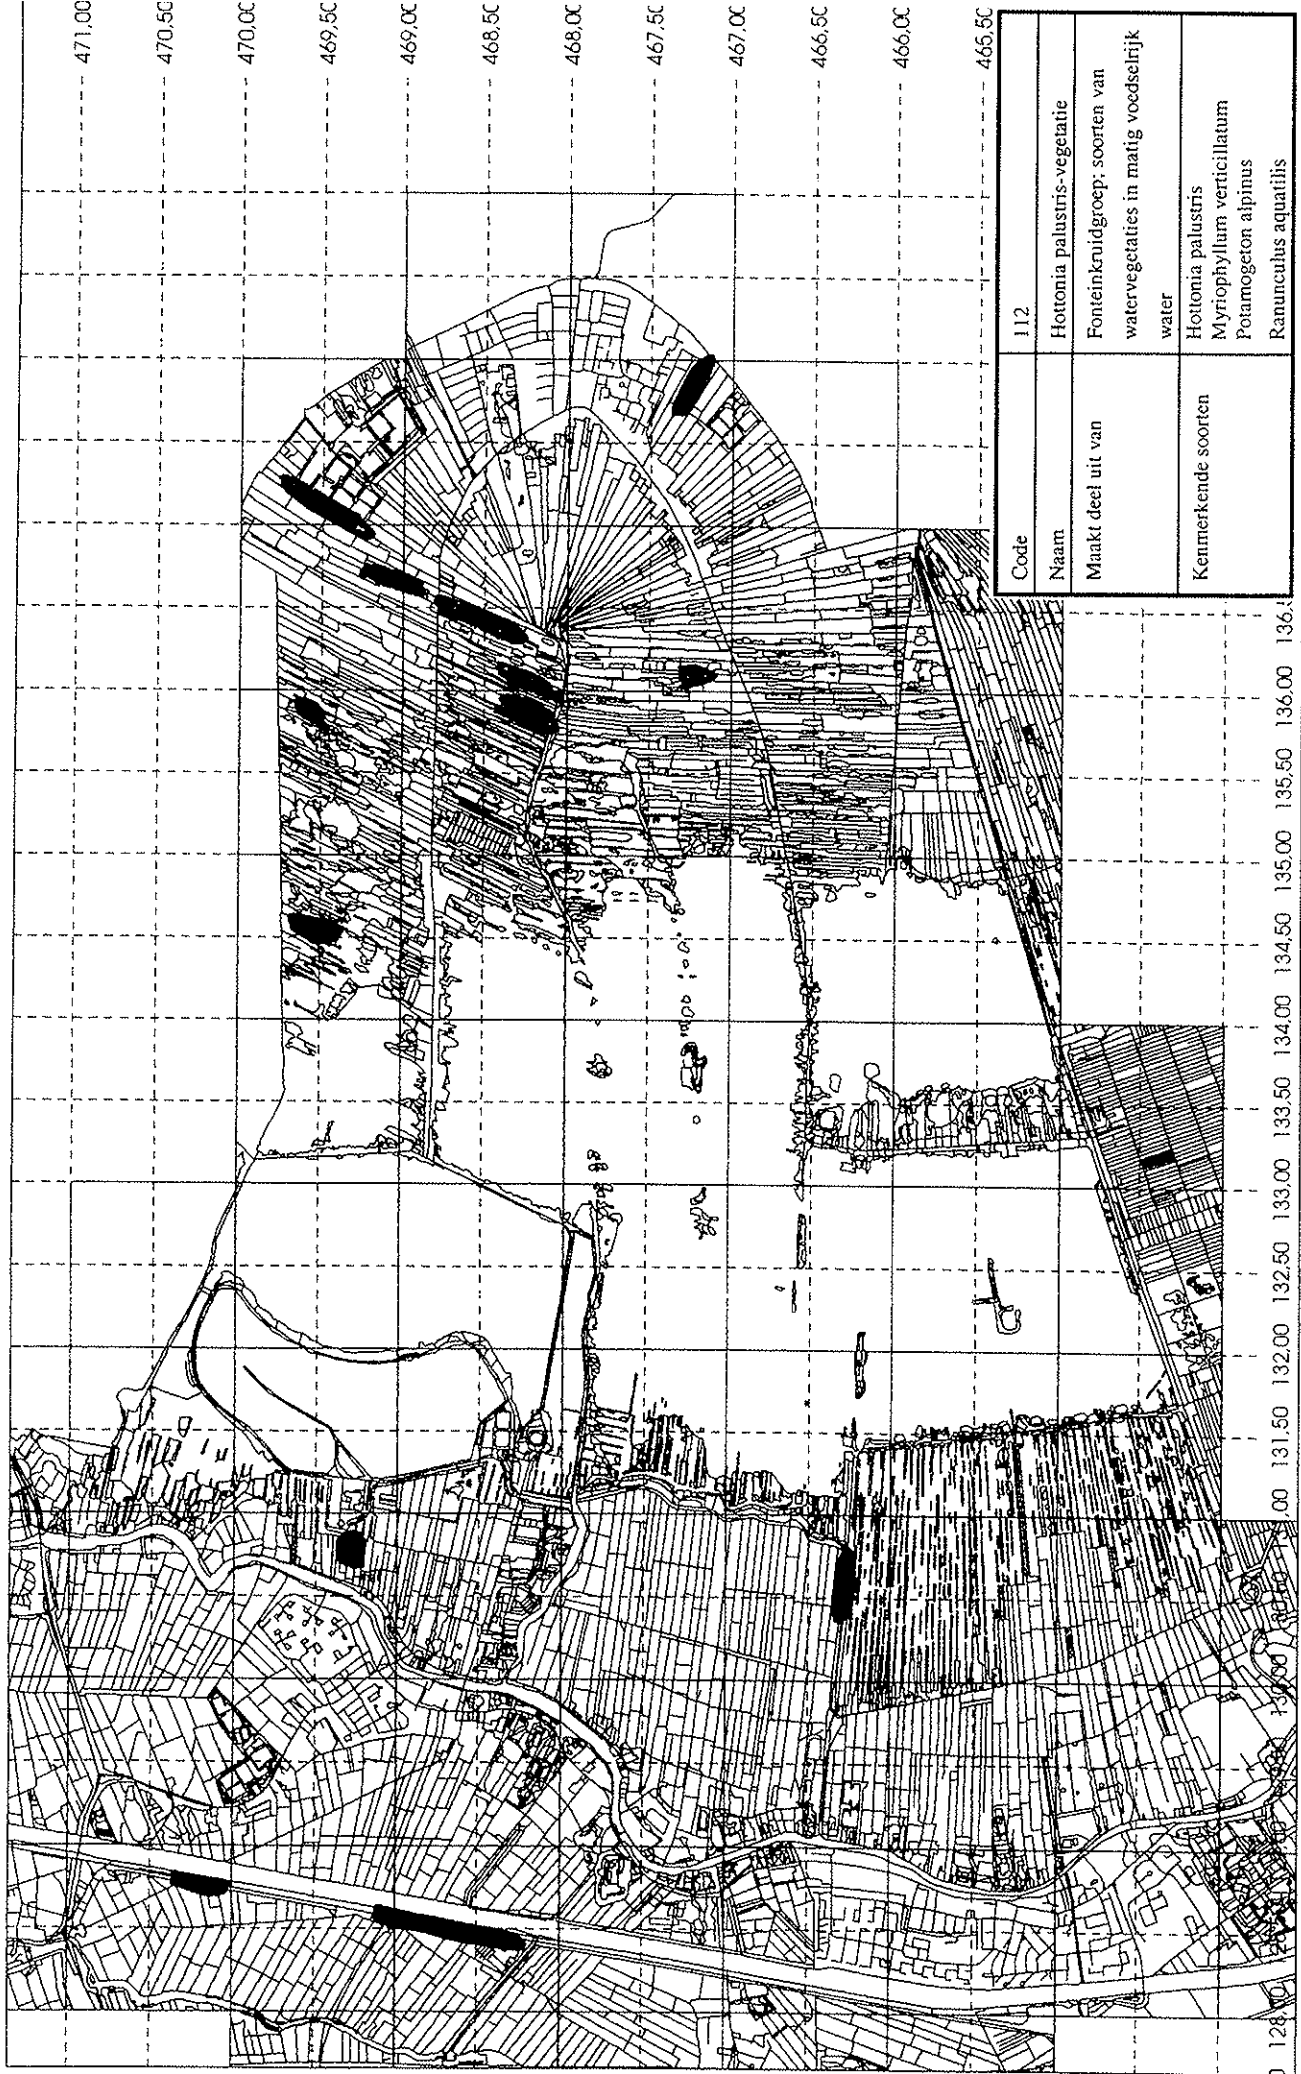 471,00
470,50
470,00
469,50
469,00
468,50
468,00
467,50
467,00
466,50
466,00
465,50
Code 112
Naam Hottonia palustris-vegetatie
Maakt deel uit van Fonteinkruidgroep; soorten van
watervegetaties in matig voedselrijk
water
Kenmerkende soorten Hottonia palustris
Myriophyllum verticillatum
Potamogeton alpinus
Ranunculus aquatilis
136,00
135,50
135,00
134,50
134,00
133,50
133,00
132,50
132,00
131,50